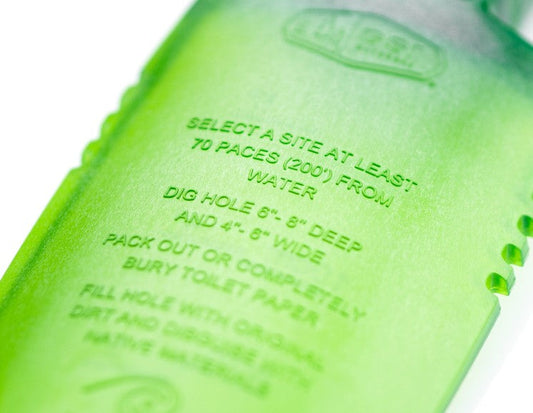 GSI
SELECT A SITE AT LEAST
70 PACES (200') FROM
WATER
DIG HOLE 6"- 8" DEEP
AND 4"- 6" WIDE
PACK OUT OR COMPLETELY
BURY TOILET PAPER
FILL HOLE WITH ORIGINAL
DIRT AND DISGUISE WITH
NATIVE MATERIALS